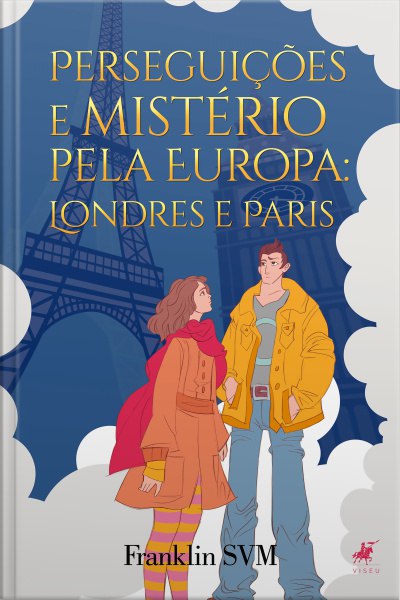 PERSEGUIÇÕES
E MISTÉRIO
PELA EUROPA:
LONDRES E PARIS
Franklin SVM
VISEU